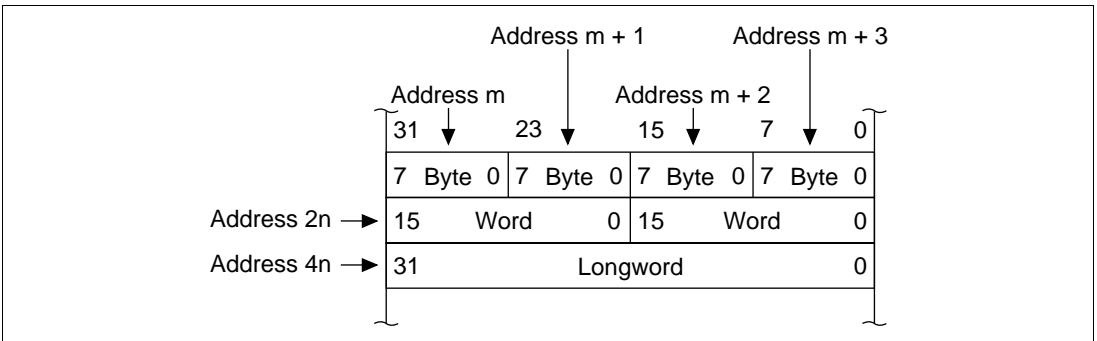 Address m + 1 Address m + 3
Address m Address m + 2
31 23 15 7 0
7 Byte 0 7 Byte 0 7 Byte 0 7 Byte 0
Address 2n 15 Word 0 15 Word 0
Address 4n 31 Longword 0